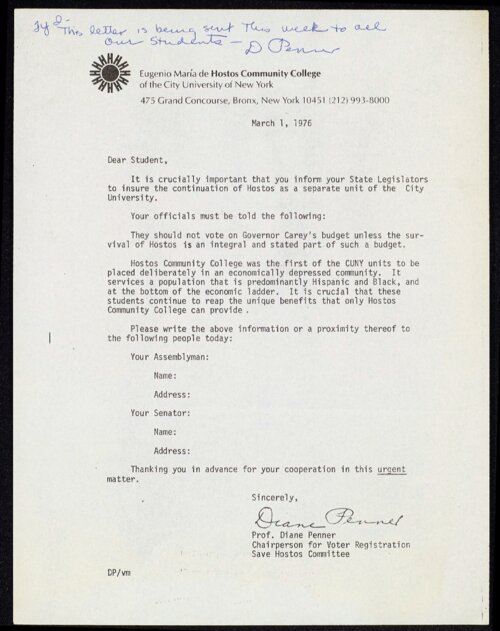 fyi - This letter is being sent this week to all
our students — D Penner
Eugenio María de Hostos Community College
of the City University of New York
475 Grand Concourse, Bronx, New York 10451 (212) 993-8000
March 1, 1976
Dear Student,
It is crucially important that you inform your State Legislators
to insure the continuation of Hostos as a separate unit of the City
University.
Your officials must be told the following:
They should not vote on Governor Carey's budget unless the sur-
vival of Hostos is an integral and stated part of such a budget.
Hostos Community College was the first of the CUNY units to be
placed deliberately in an economically depressed community. It
services a population that is predominantly Hispanic and Black, and
at the bottom of the economic ladder. It is crucial that these
students continue to reap the unique benefits that only Hostos
Community College can provide .
Please write the above information or a proximity thereof to
the following people today:
Your Assemblyman:
Name:
Address:
Your Senator:
Name:
Address:
Thanking you in advance for your cooperation in this urgent
matter.
Sincerely,
Diane Penner
Prof. Diane Penner
Chairperson for Voter Registration
Save Hostos Committee
DP/vm